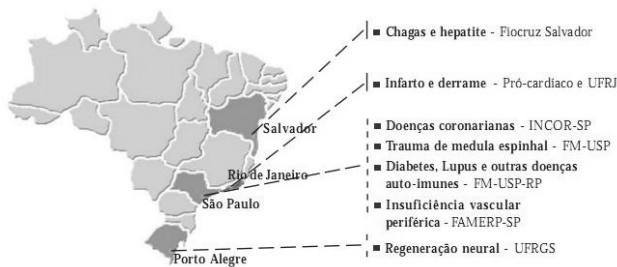 Chagas e hepatite - Fiocruz Salvador
Infarto e derrame - Pró-cardíaco e UFRJ
Salvador
Doenças coronarianas - INCOR-SP
Trauma de medula espinhal - FM-USP
Diabetes, Lupus e outras doenças
auto-imunes - FM-USP-RP
Rio de Janeiro
São Paulo
Insuficiência vascular
periférica - FAMERP-SP
Porto Alegre
Regeneração neural - UFRGS